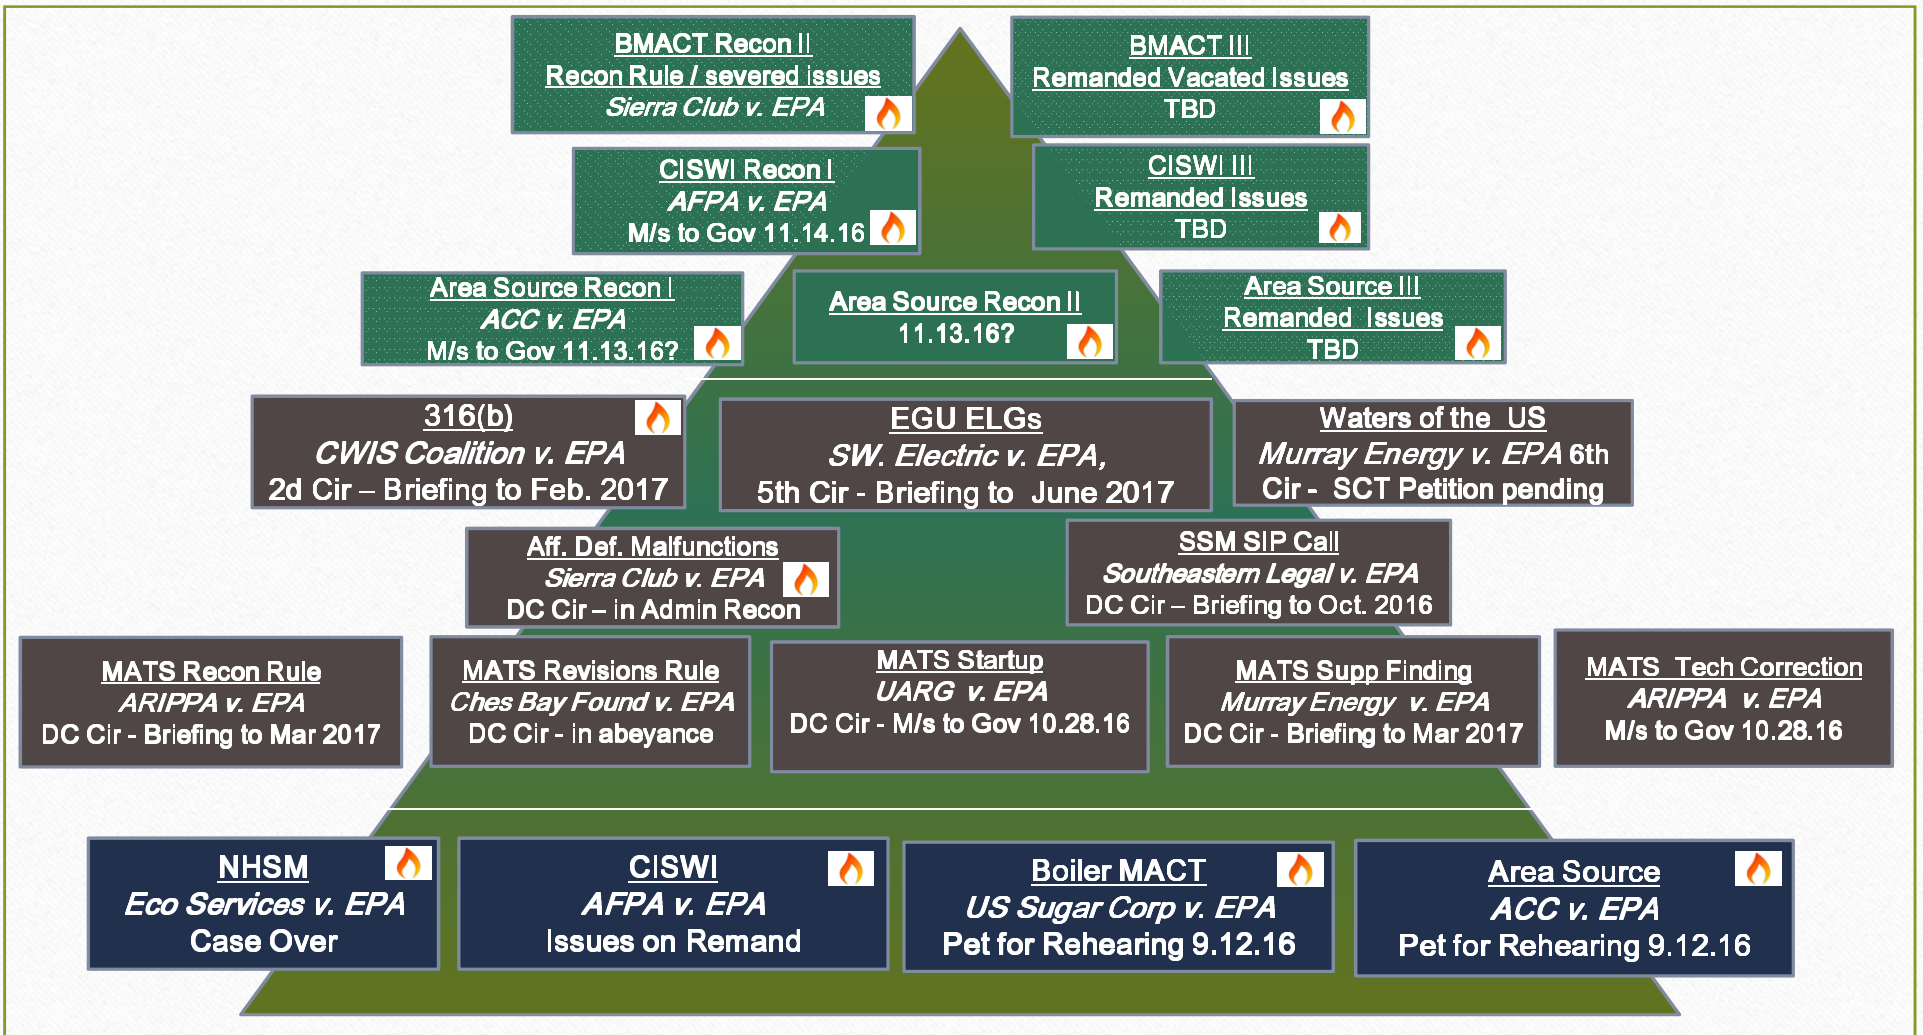 BMACT Recon II
Recon Rule / severed issues
Sierra Club v. EPA
BMACT III
Remanded Vacated Issues
TBD
CISWI Recon I
AFPA v. EPA
M/s to Gov 11.14.16
CISWI III
Remanded Issues
TBD
Area Source Recon I
ACC v. EPA
M/s to Gov 11.13.16?
Area Source Recon II
11.13.16?
Area Source III
Remanded Issues
TBD
316(b)
CWIS Coalition v. EPA
2d Cir – Briefing to Feb. 2017
EGU ELGs
SW. Electric v. EPA,
5th Cir - Briefing to June 2017
Waters of the US
Murray Energy v. EPA 6th
Cir - SCT Petition pending
Aff. Def. Malfunctions
Sierra Club v. EPA
DC Cir – in Admin Recon
SSM SIP Call
Southeastern Legal v. EPA
DC Cir – Briefing to Oct. 2016
MATS Recon Rule
ARIPPA v. EPA
DC Cir - Briefing to Mar 2017
MATS Revisions Rule
Ches Bay Found v. EPA
DC Cir - in abeyance
MATS Startup
UARG v. EPA
DC Cir - M/s to Gov 10.28.16
MATS Supp Finding
Murray Energy v. EPA
DC Cir - Briefing to Mar 2017
MATS Tech Correction
ARIPPA v. EPA
M/s to Gov 10.28.16
NHSM
Eco Services v. EPA
Case Over
CISWI
AFPA v. EPA
Issues on Remand
Boiler MACT
US Sugar Corp v. EPA
Pet for Rehearing 9.12.16
Area Source
ACC v. EPA
Pet for Rehearing 9.12.16